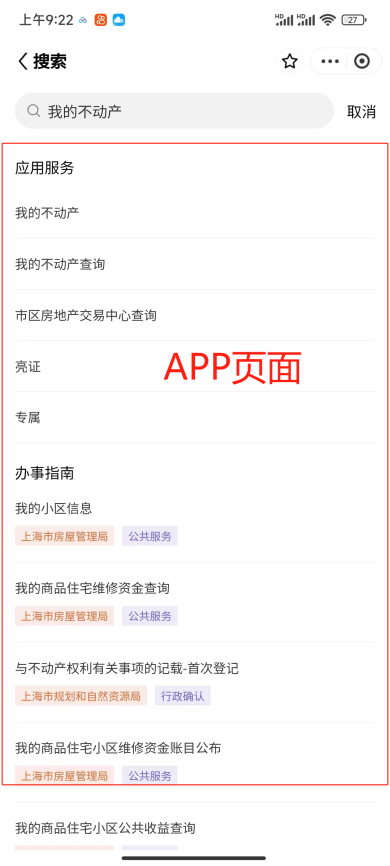 上午9:22
HD HD 27
搜索
我的不动产 取消
应用服务
我的不动产
我的不动产查询
市区房地产交易中心查询
亮证
APP页面
专属
办事指南
我的小区信息
上海市房屋管理局 公共服务
我的商品住宅维修资金查询
上海市房屋管理局 公共服务
与不动产权利有关事项的记载-首次登记
上海市规划和自然资源局 行政确认
我的商品住宅小区维修资金账目公布
上海市房屋管理局 公共服务
我的商品住宅小区公共收益查询